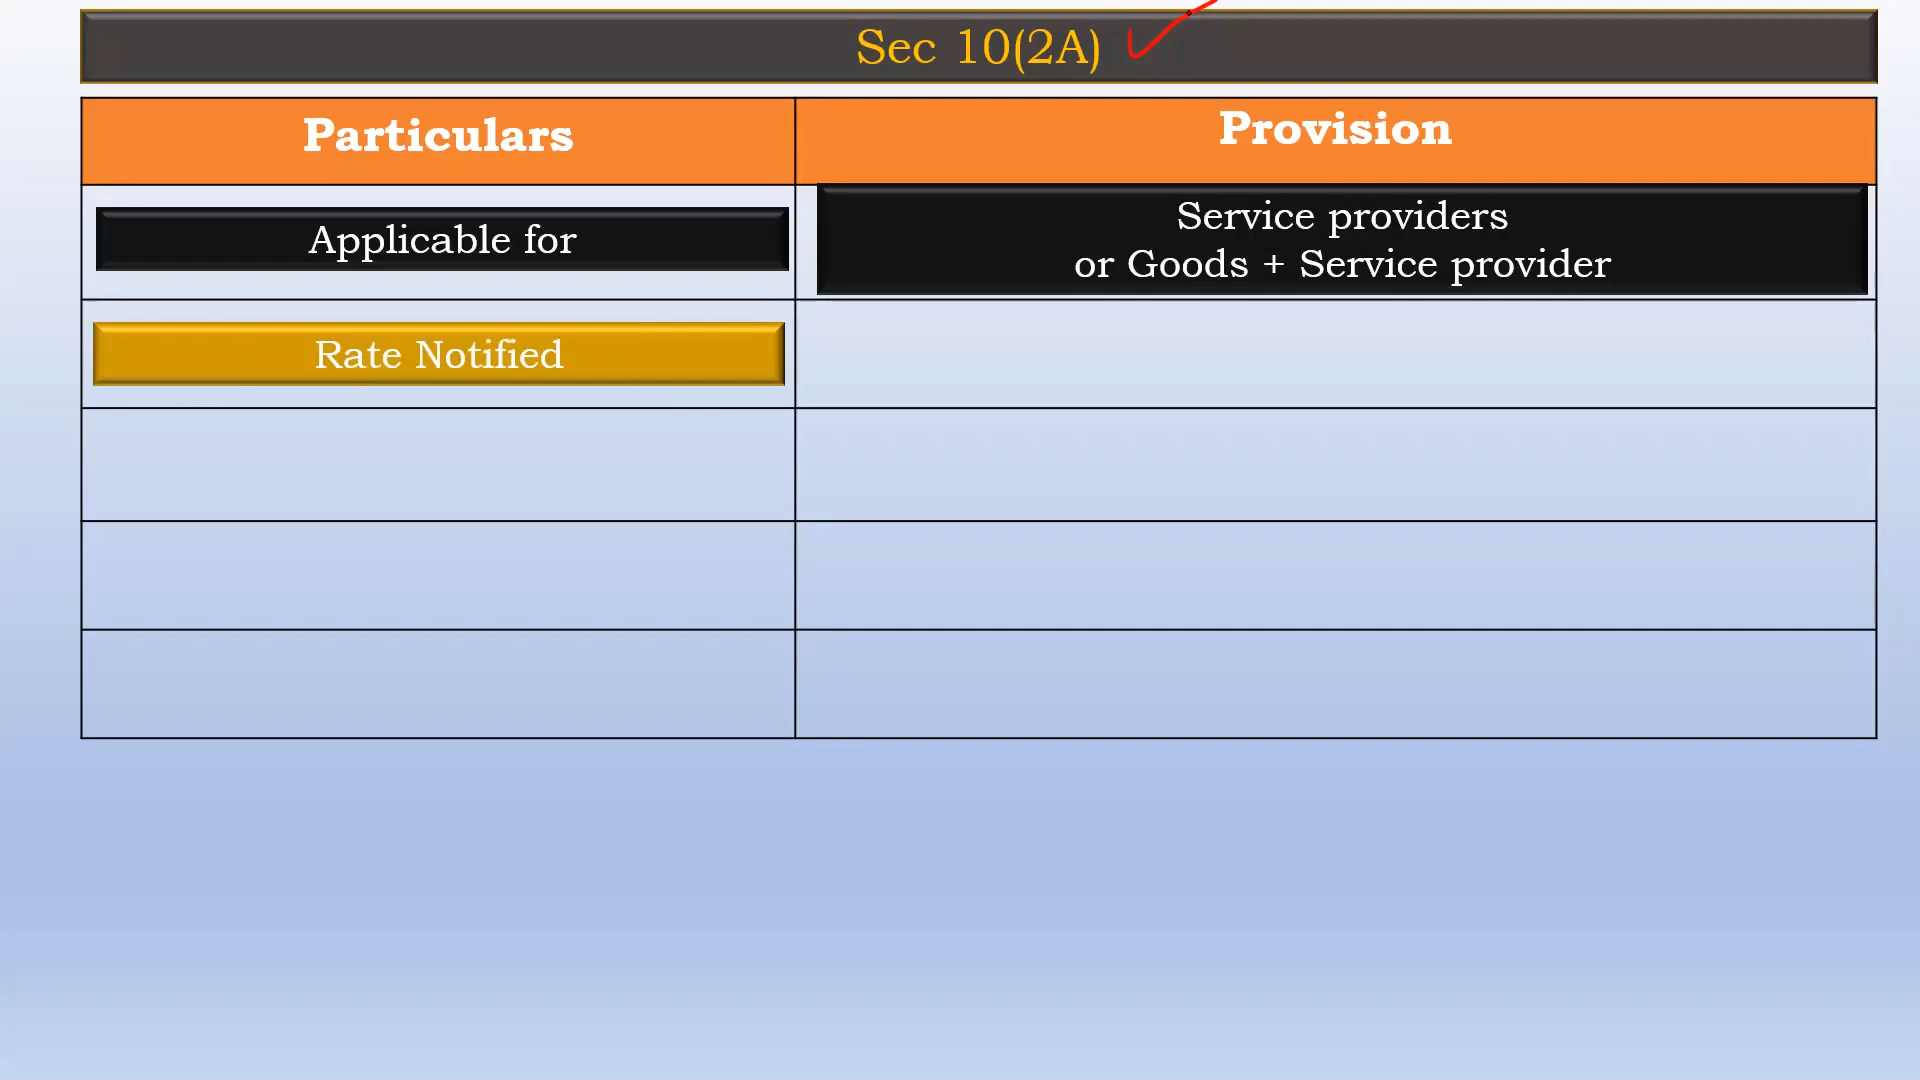 Sec 10(2A)
Particulars
Provision
Applicable for
Service providers
or Goods + Service provider
Rate Notified